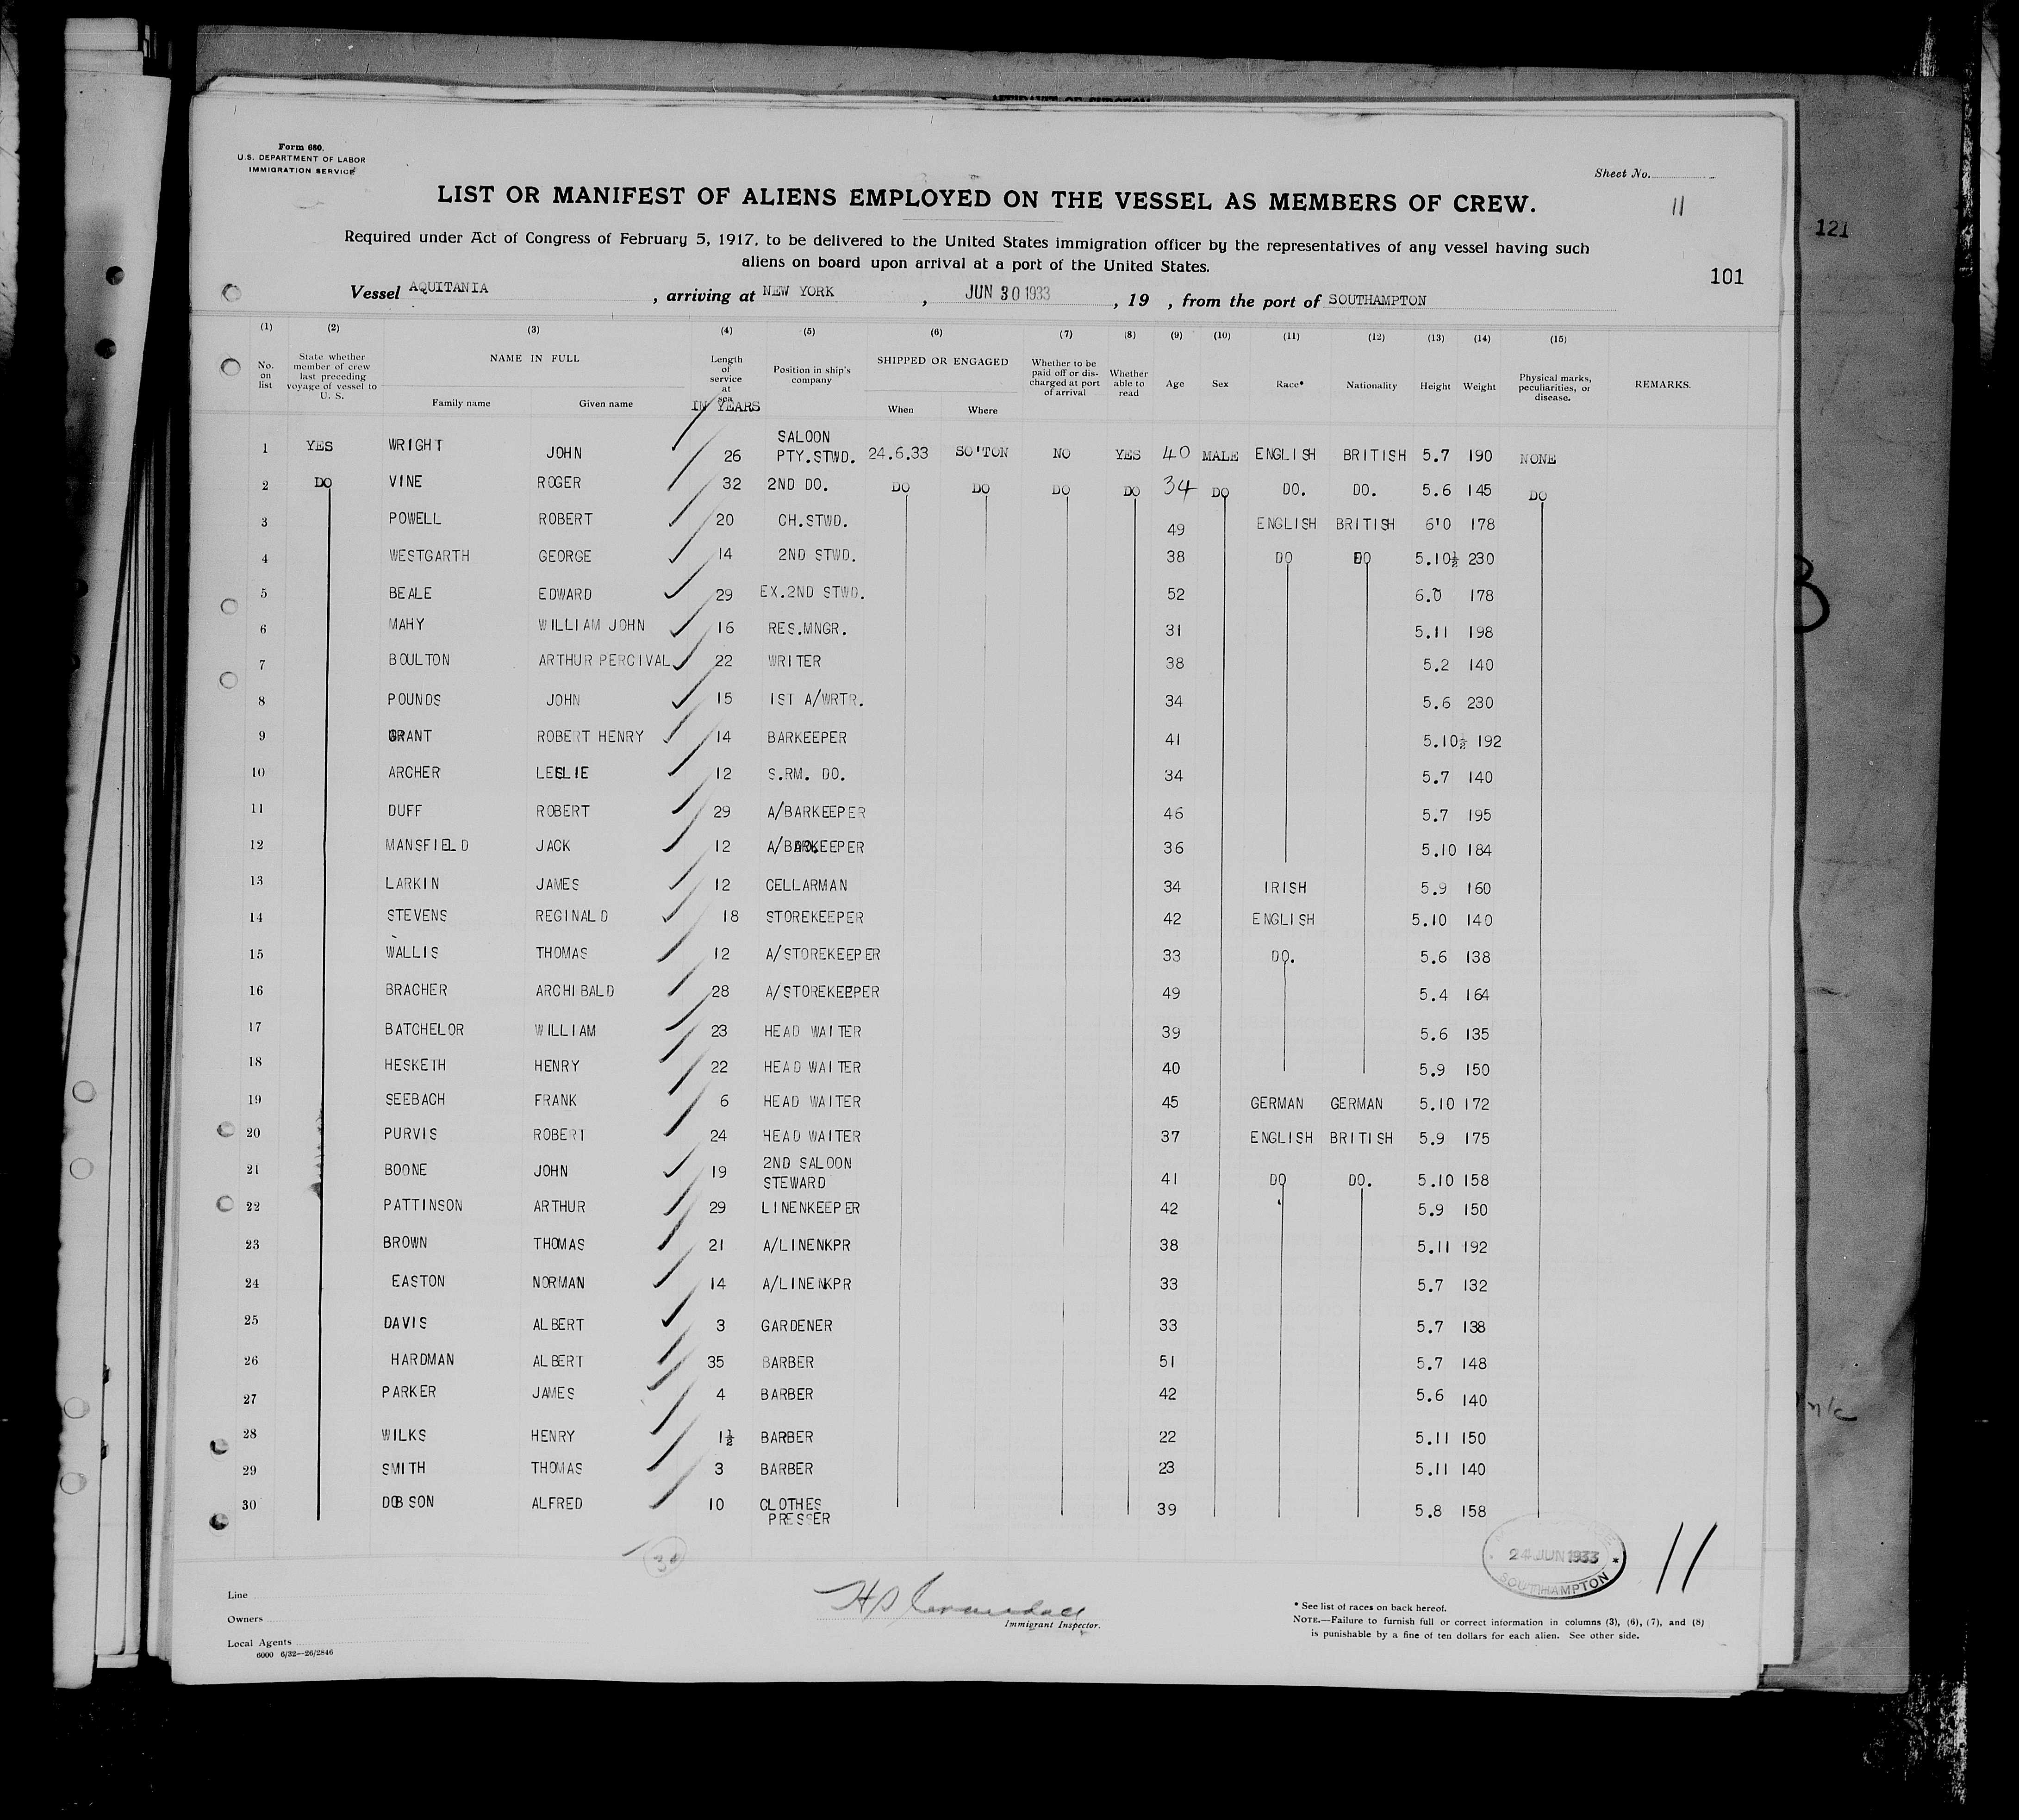 Form 680.
U.S. DEPARTMENT OF LABOR
IMMIGRATION SERVICE
Sheet No.
LIST OR MANIFEST OF ALIENS EMPLOYED ON THE VESSEL AS MEMBERS OF CREW.
11
121
Required under Act of Congress of February 5, 1917, to be delivered to the United States immigration officer by the representatives of any vessel having such
aliens on board upon arrival at a port of the United States.
101
Vessel AQUITANIA, arriving at NEW YORK, JUN 30 1933, 19 , from the port of SOUTHAMPTON
(1) (2) (3) (4) (5) (6) (7) (8) (9) (10) (11) (12) (13) (14) (15)
No. on list State whether member of crew last preceding voyage of vessel to U. S. NAME IN FULL Family name Given name Length of service at sea IN YEARS Position in ship's company SHIPPED OR ENGAGED When Where Whether to be paid off or discharged at port of arrival Whether able to read Age Sex Race* Nationality Height Weight Physical marks, peculiarities, or disease. REMARKS.
1 YES WRIGHT JOHN 26 SALOON PTY.STWD. 24.6.33 SO'TON NO YES 40 MALE ENGLISH BRITISH 5.7 190 NONE
2 DO VINE ROGER 32 2ND DO. DO DO DO DO 34 DO DO. DO. 5.6 145 DO
3 POWELL ROBERT 20 CH.STWD. 49 ENGLISH BRITISH 6'0 178
4 WESTGARTH GEORGE 14 2ND STWD. 38 DO DO 5.10½ 230
5 BEALE EDWARD 29 EX.2ND STWD. 52 6.0 178
6 MAHY WILLIAM JOHN 16 RES.MNGR. 31 5.11 198
7 BOULTON ARTHUR PERCIVAL 22 WRITER 38 5.2 140
8 POUNDS JOHN 15 1ST A/WRTR. 34 5.6 230
9 GRANT ROBERT HENRY 14 BARKEEPER 41 5.10½ 192
10 ARCHER LESLIE 12 S.RM. DO. 34 5.7 140
11 DUFF ROBERT 29 A/BARKEEPER 46 5.7 195
12 MANSFIELD JACK 12 A/BARKEEPER 36 5.10 184
13 LARKIN JAMES 12 CELLARMAN 34 IRISH 5.9 160
14 STEVENS REGINALD 18 STOREKEEPER 42 ENGLISH 5.10 140
15 WALLIS THOMAS 12 A/STOREKEEPER 33 DO. 5.6 138
16 BRACHER ARCHIBALD 28 A/STOREKEEPER 49 5.4 164
17 BATCHELOR WILLIAM 23 HEAD WAITER 39 5.6 135
18 HESKETH HENRY 22 HEAD WAITER 40 5.9 150
19 SEEBACH FRANK 6 HEAD WAITER 45 GERMAN GERMAN 5.10 172
20 PURVIS ROBERT 24 HEAD WAITER 37 ENGLISH BRITISH 5.9 175
21 BOONE JOHN 19 2ND SALOON STEWARD 41 DO DO. 5.10 158
22 PATTINSON ARTHUR 29 LINENKEEPER 42 5.9 150
23 BROWN THOMAS 21 A/LINENKPR 38 5.11 192
24 EASTON NORMAN 14 A/LINENKPR 33 5.7 132
25 DAVIS ALBERT 3 GARDENER 33 5.7 138
26 HARDMAN ALBERT 35 BARBER 51 5.7 148
27 PARKER JAMES 4 BARBER 42 5.6 140
28 WILKS HENRY 1½ BARBER 22 5.11 150
29 SMITH THOMAS 3 BARBER 23 5.11 140
30 DOBSON ALFRED 10 CLOTHES PRESSER 39 5.8 158
24 JUN 1933
SOUTHAMPTON
11
30
Line
Owners
Local Agents
6000 6/32—26/2846
Immigrant Inspector.
* See list of races on back hereof.
NOTE.—Failure to furnish full or correct information in columns (3), (6), (7), and (8)
is punishable by a fine of ten dollars for each alien. See other side.